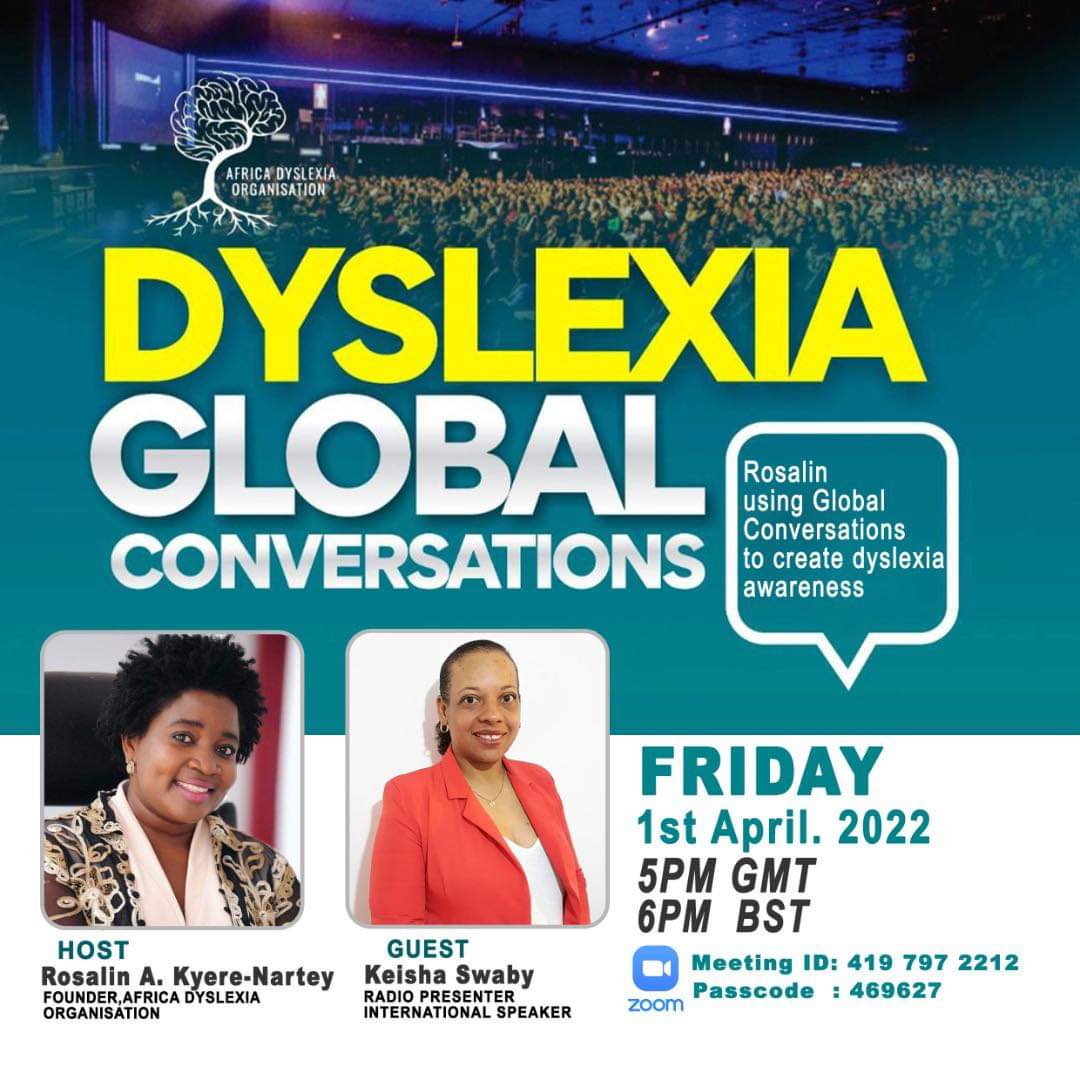 AFRICA DYSLEXIA
ORGANISATION
DYSLEXIA
GLOBAL
CONVERSATIONS
Rosalin
using Global
Conversations
to create dyslexia
awareness
HOST
Rosalin A. Kyere-Nartey
FOUNDER,AFRICA DYSLEXIA
ORGANISATION
GUEST
Keisha Swaby
RADIO PRESENTER
INTERNATIONAL SPEAKER
FRIDAY
1st April. 2022
5PM GMT
6PM BST
zoom
Meeting ID: 419 797 2212
Passcode : 469627